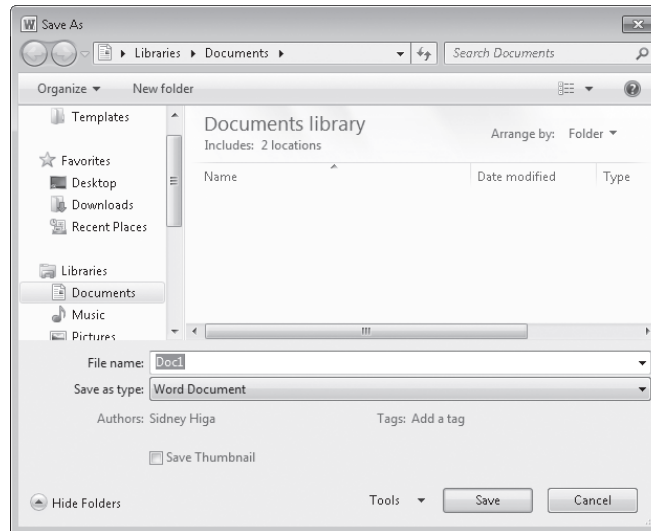 W Save As
Libraries Documents
Search Documents
Organize New folder
Templates
Favorites
Desktop
Downloads
Recent Places
Libraries
Documents
Music
Pictures
Documents library
Includes: 2 locations
Arrange by: Folder
Name Date modified Type
File name: Doc1
Save as type: Word Document
Authors: Sidney Higa Tags: Add a tag
Save Thumbnail
Hide Folders Tools Save Cancel